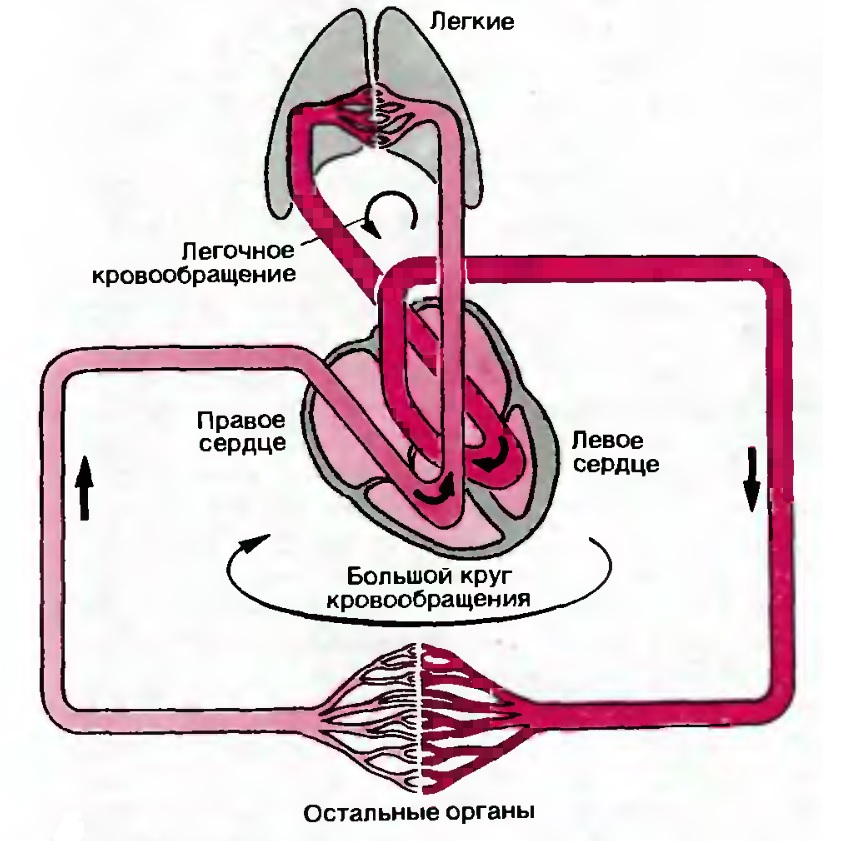 Легкие
Легочное
кровообращение
Правое
сердце
Левое
сердце
Большой круг
кровообращения
Остальные органы